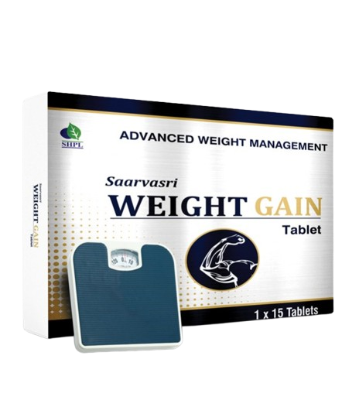 SHPL
ADVANCED WEIGHT MANAGEMENT
Saarvasri
WEIGHT GAIN
Tablet
1 x 15 Tablets
WEIGHT GAIN